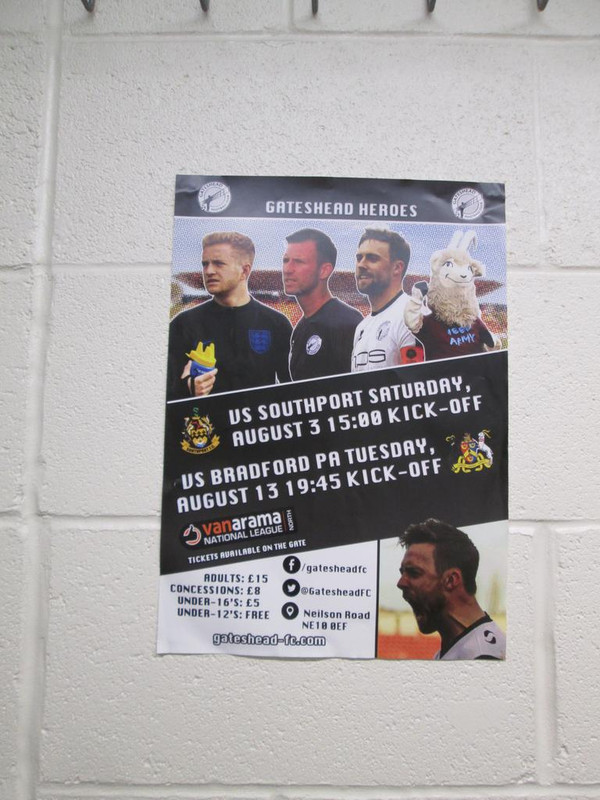 GATESHEAD HEROES
ARMY
VS SOUTHPORT SATURDAY,
AUGUST 3 15:00 KICK-OFF
VS BRADFORD PA TUESDAY,
AUGUST 13 19:45 KICK-OFF
vanarama
NATIONAL LEAGUE
NORTH
TICKETS AVAILABLE ON THE GATE
ADULTS: £15
CONCESSIONS: £8
UNDER-16'S: £5
UNDER-12'S: FREE
/gatesheadfc
@GatesheadFC
Neilson Road
NE10 0EF
gateshead-fc.com